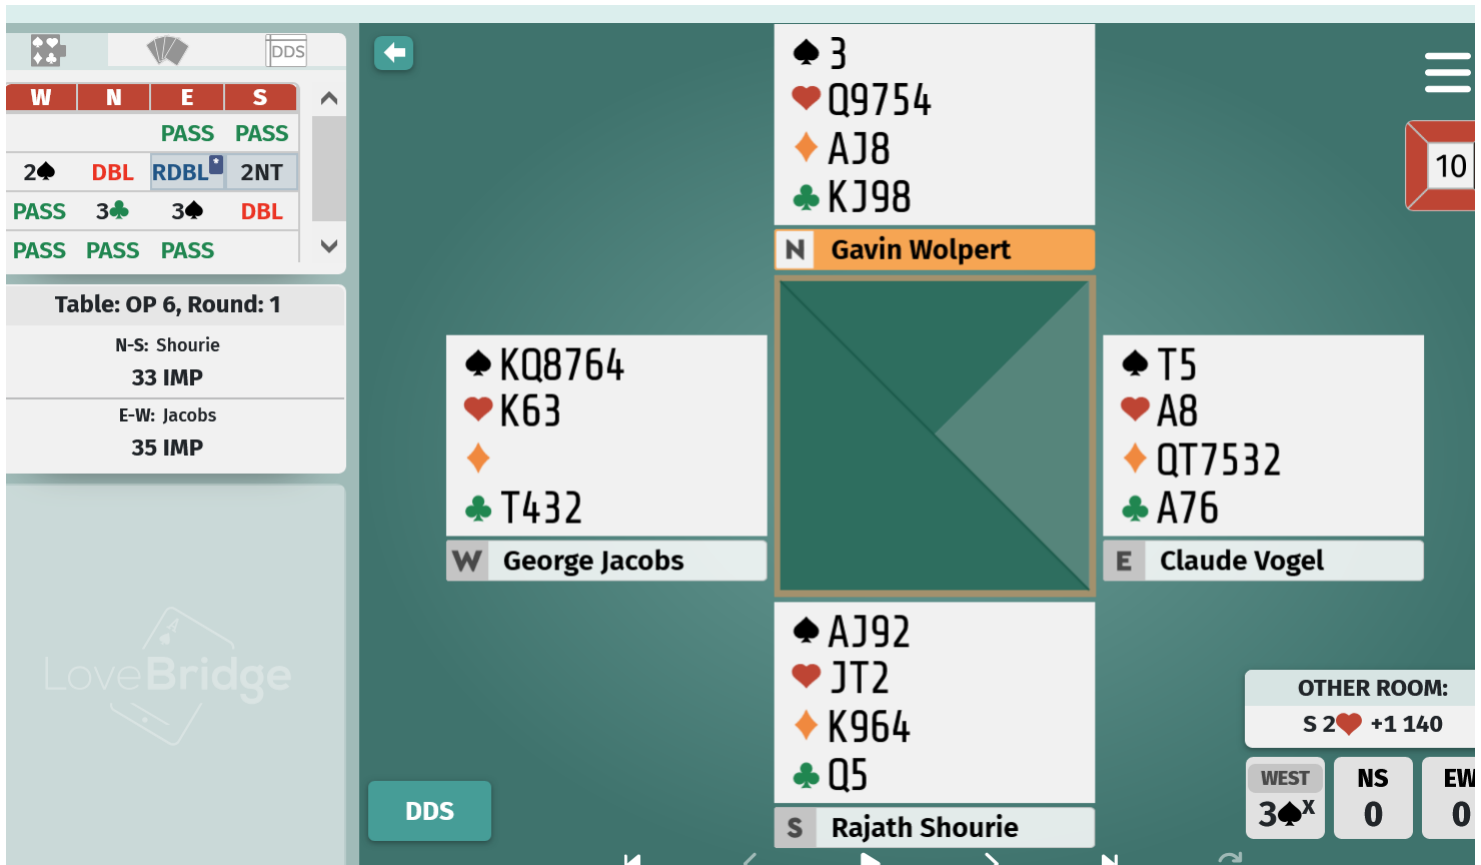 DDS
W N E S
PASS PASS
2♠ DBL RDBL* 2NT
PASS 3♣ 3♠ DBL
PASS PASS PASS
Table: OP 6, Round: 1
N-S: Shourie
33 IMP
E-W: Jacobs
35 IMP
LoveBridge
A
♠ 3
♥ Q9754
♦ AJ8
♣ KJ98
N Gavin Wolpert
10
♠ KQ8764
♥ K63
♦
♣ T432
W George Jacobs
♠ T5
♥ A8
♦ QT7532
♣ A76
E Claude Vogel
♠ AJ92
♥ JT2
♦ K964
♣ Q5
S Rajath Shourie
DDS
OTHER ROOM:
S 2♥ +1 140
WEST
3♠X
NS
0
EW
0